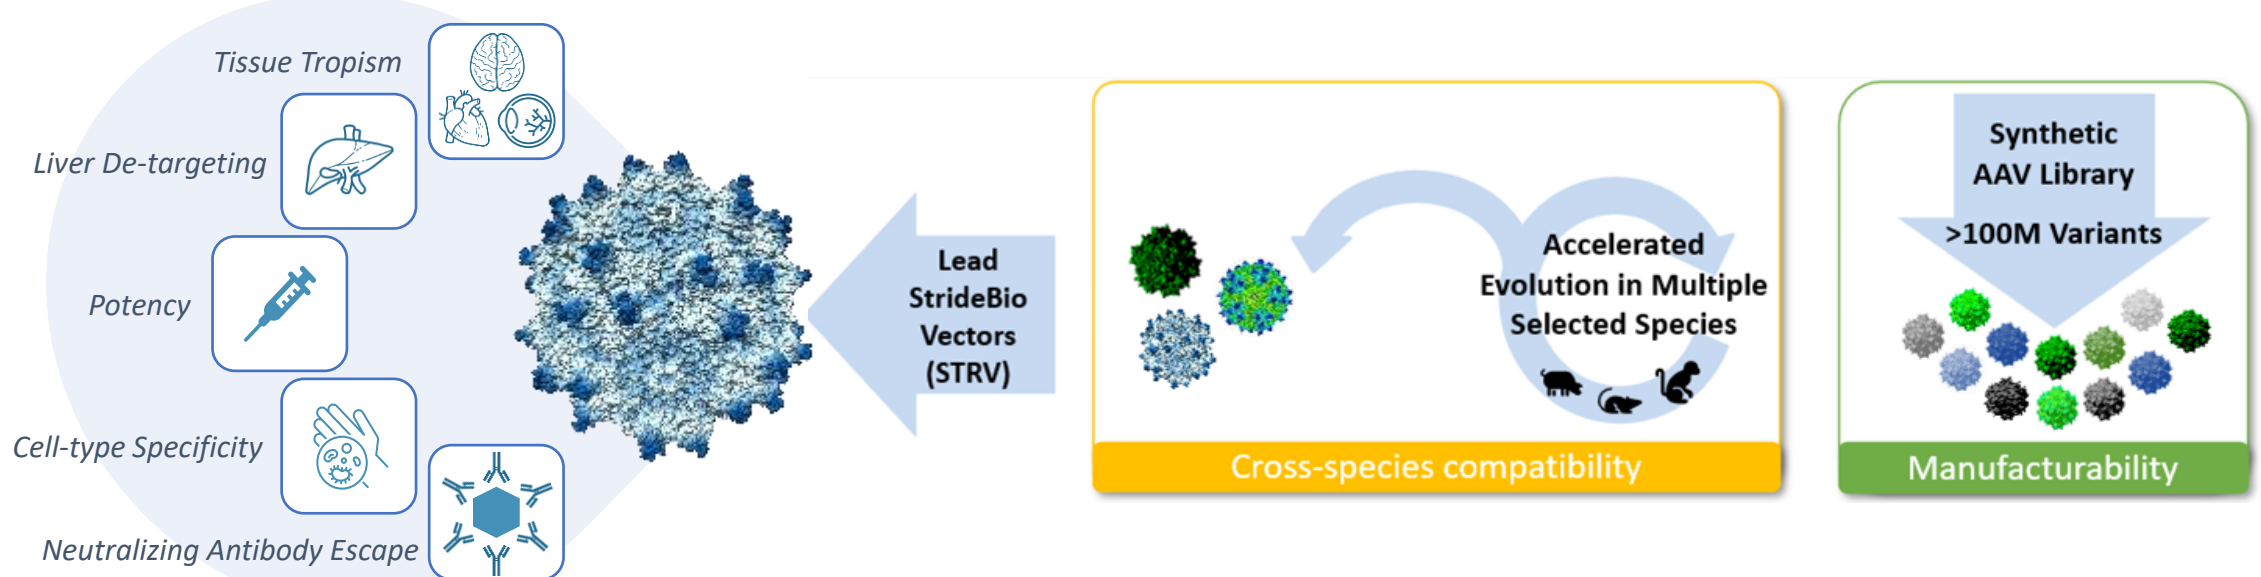 Tissue Tropism
Liver De-targeting
Potency
Cell-type Specificity
Neutralizing Antibody Escape
Lead
StrideBio
Vectors
(STRV)
Accelerated
Evolution in Multiple
Selected Species
Cross-species compatibility
Synthetic
AAV Library
>100M Variants
Manufacturability